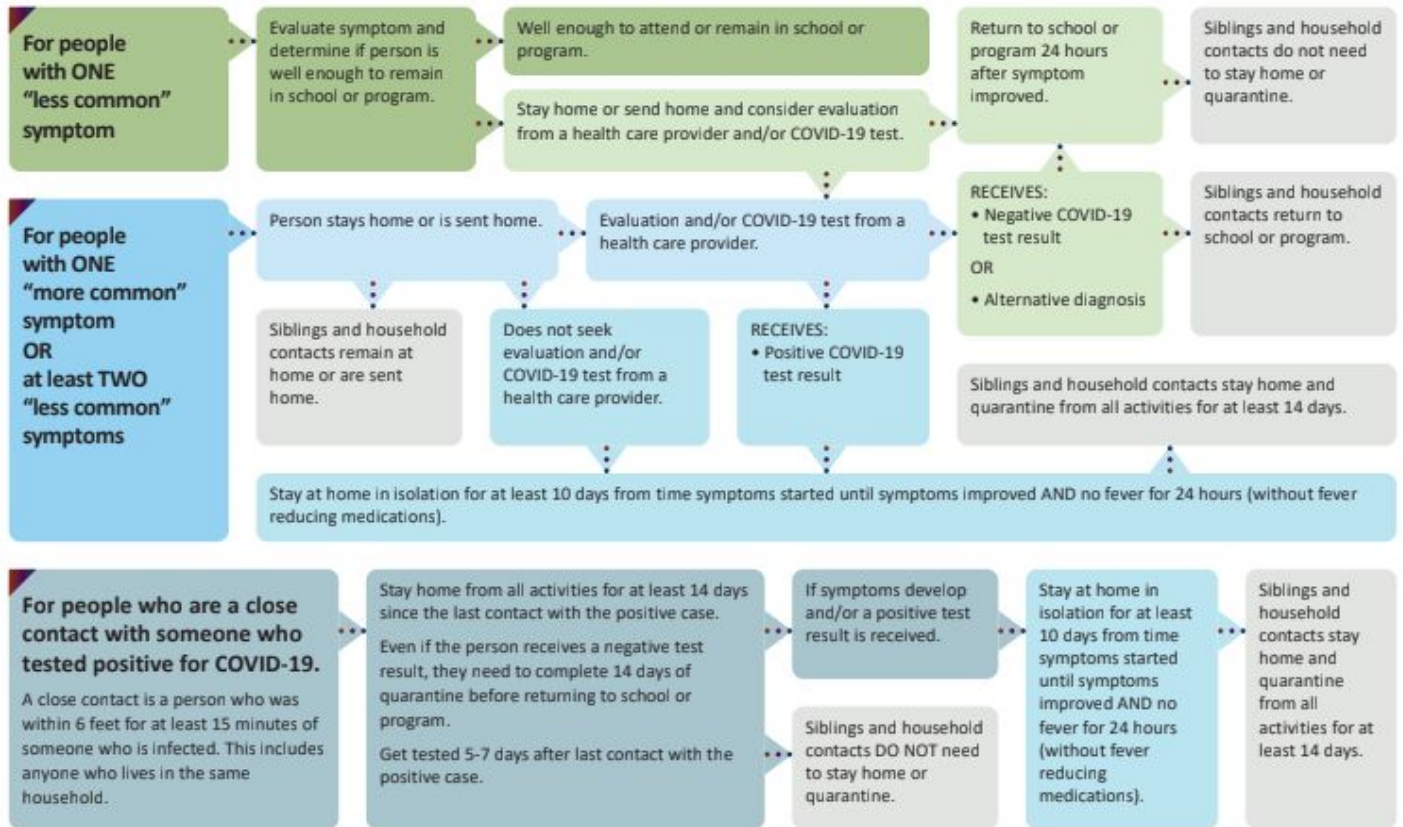 For people
with ONE
“less common”
symptom
Evaluate symptom and
determine if person is
well enough to remain
in school or program.
Well enough to attend or remain in school or
program.
Stay home or send home and consider evaluation
from a health care provider and/or COVID-19 test.
Return to school or
program 24 hours
after symptom
improved.
Siblings and household
contacts do not need
to stay home or
quarantine.
For people
with ONE
“more common”
symptom
OR
at least TWO
“less common”
symptoms
Person stays home or is sent home.
Evaluation and/or COVID-19 test from a
health care provider.
RECEIVES:
• Negative COVID-19
test result
OR
• Alternative diagnosis
Siblings and household
contacts return to
school or program.
Siblings and household
contacts remain at
home or are sent
home.
Does not seek
evaluation and/or
COVID-19 test from a
health care provider.
RECEIVES:
• Positive COVID-19
test result
Siblings and household contacts stay home and
quarantine from all activities for at least 14 days.
Stay at home in isolation for at least 10 days from time symptoms started until symptoms improved AND no fever for 24 hours (without fever
reducing medications).
For people who are a close
contact with someone who
tested positive for COVID-19.
A close contact is a person who was
within 6 feet for at least 15 minutes of
someone who is infected. This includes
anyone who lives in the same
household.
Stay home from all activities for at least 14 days
since the last contact with the positive case.
Even if the person receives a negative test
result, they need to complete 14 days of
quarantine before returning to school or
program.
Get tested 5-7 days after last contact with the
positive case.
If symptoms develop
and/or a positive test
result is received.
Siblings and household
contacts DO NOT need
to stay home or
quarantine.
Stay at home in
isolation for at least
10 days from time
symptoms started
until symptoms
improved AND no
fever for 24 hours
(without fever
reducing
medications).
Siblings and
household
contacts stay
home and
quarantine
from all
activities for at
least 14 days.